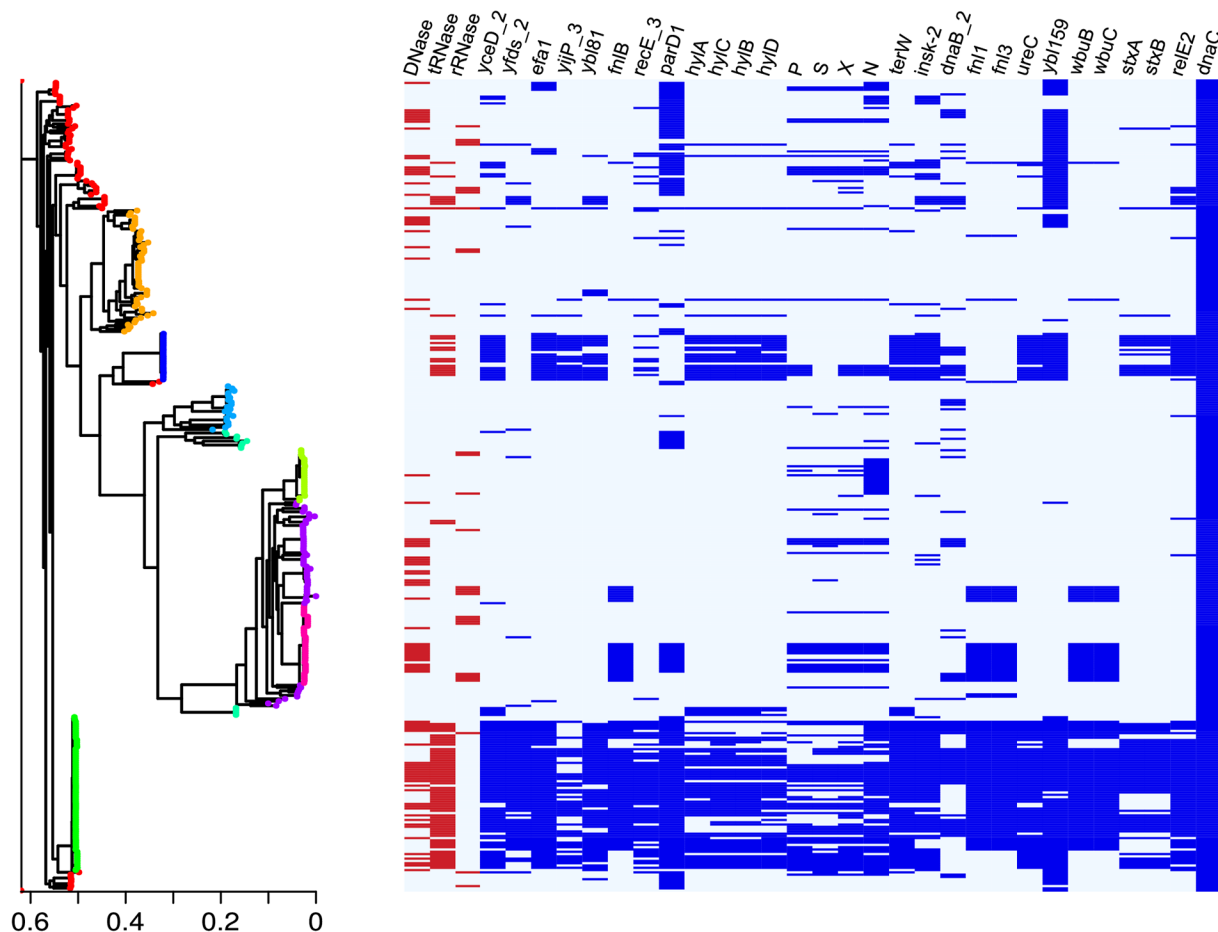 DNase tRNase rRNase yceD_2 yfds_2 efa1 yjjP_3 ybl81 fnlB recE_3 parD1 hylA hylC hylB hylD P S X N terW insk-2 dnaB_2 fnl1 fnl3 ureC ybl159 wbuB wbuC stxA stxB relE2 dnaC
0.6 0.4 0.2 0